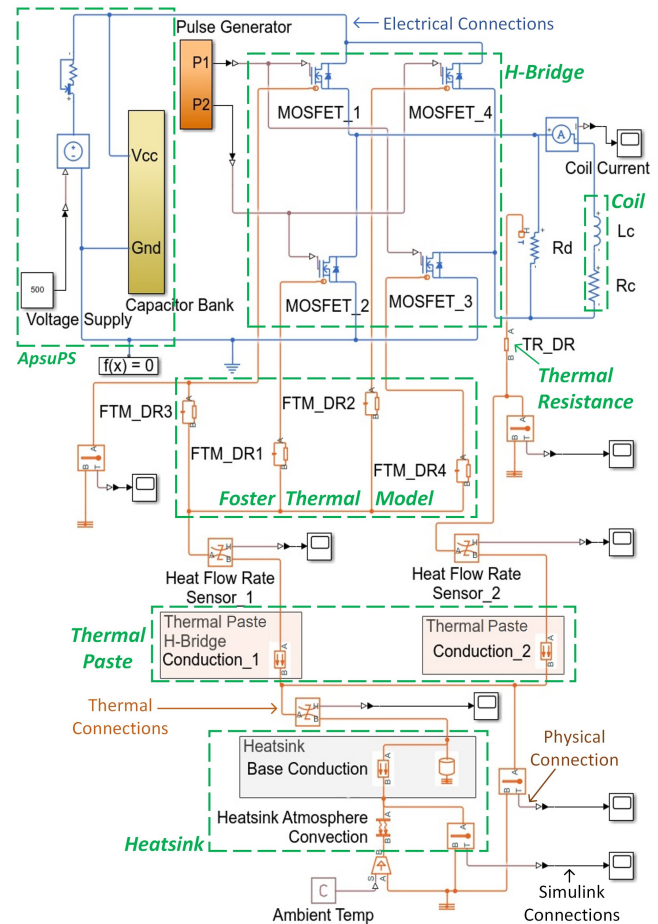 Pulse Generator
Electrical Connections
P1
P2
H-Bridge
MOSFET_1
MOSFET_4
A
I
Coil Current
Vcc
Coil
Lc
Rd
Rc
H
Gnd
500
Voltage Supply
Capacitor Bank
MOSFET_2
MOSFET_3
ApsuPS
f(x) = 0
A
B
TR_DR
Thermal
Resistance
FTM_DR3
FTM_DR2
FTM_DR1
FTM_DR4
A
B
A
B
A
B
A
B
B
A
T
B
A
T
Foster Thermal Model
A
H
B
A
H
B
Heat Flow Rate
Sensor_1
Heat Flow Rate
Sensor_2
Thermal
Paste
Thermal Paste
H-Bridge
Conduction_1
A
B
Thermal Paste
Conduction_2
A
B
Thermal
Connections
A
H
B
Physical
Connection
Heatsink
Base Conduction
A
B
M
B
A
T
Heatsink Atmosphere
Convection
A
B
B
A
T
Heatsink
B
S
A
C
Ambient Temp
Simulink
Connections